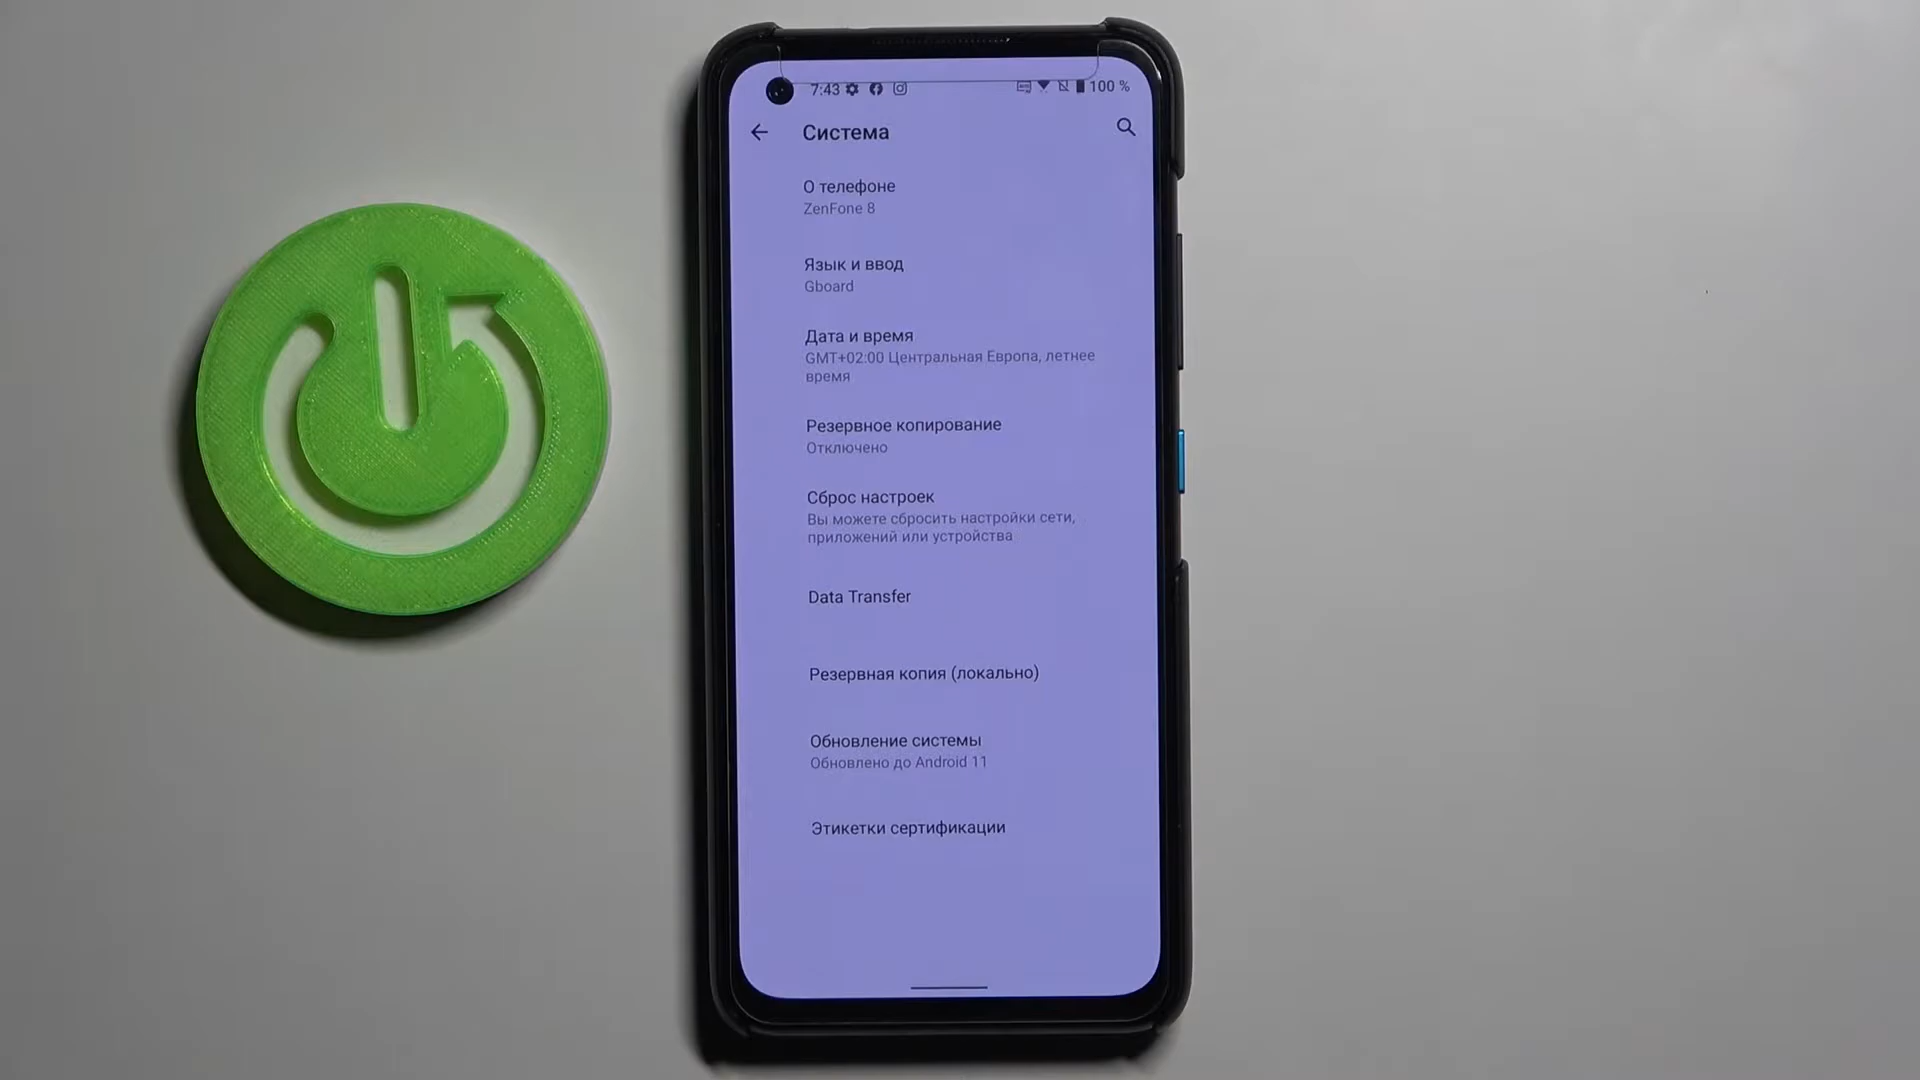 7:43
100 %
Система
О телефоне
ZenFone 8
Язык и ввод
Gboard
Дата и время
GMT+02:00 Центральная Европа, летнее
время
Резервное копирование
Отключено
Сброс настроек
Вы можете сбросить настройки сети,
приложений или устройства
Data Transfer
Резервная копия (локально)
Обновление системы
Обновлено до Android 11
Этикетки сертификации